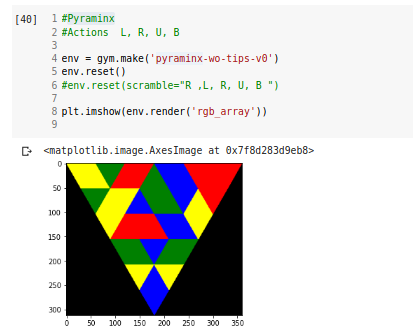 [40]
1 #Pyraminx
2 #Actions  L, R, U, B
3
4 env = gym.make('pyraminx-wo-tips-v0')
5 env.reset()
6 #env.reset(scramble="R ,L, R, U, B ")
7
8 plt.imshow(env.render('rgb_array'))
9
<matplotlib.image.AxesImage at 0x7f8d283d9eb8>
0
50
100
150
200
250
300
0 50 100 150 200 250 300 350